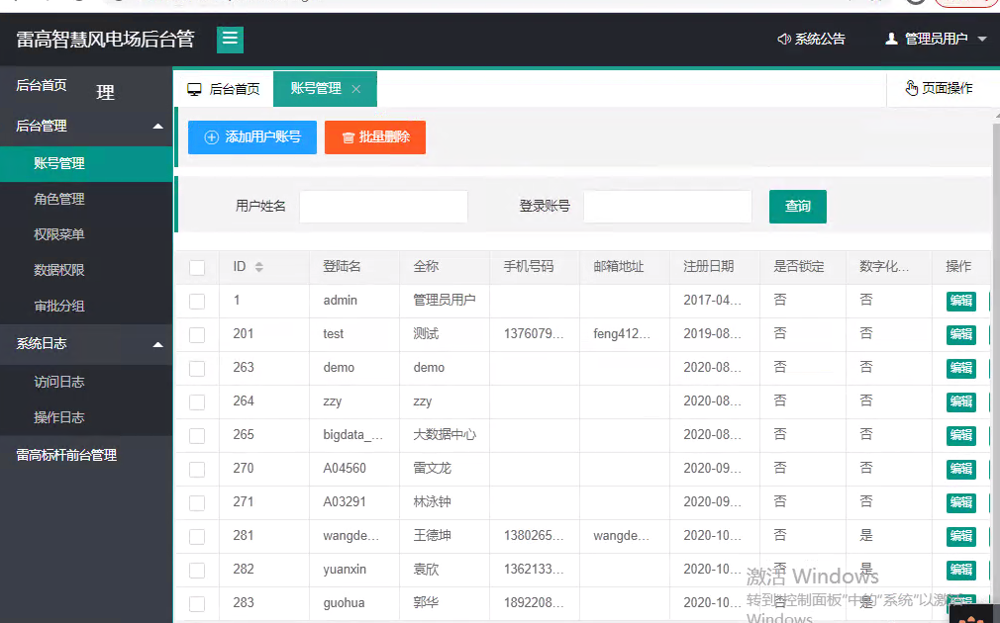 雷高智慧风电场后台管
理
系统公告 管理员用户
后台首页
后台管理
账号管理
角色管理
权限菜单
数据权限
审批分组
系统日志
访问日志
操作日志
雷高标杆前台管理
后台首页 账号管理 页面操作
添加用户账号 批量删除
用户姓名 登录账号 查询
ID 登陆名 全称 手机号码 邮箱地址 注册日期 是否锁定 数字化... 操作
1 admin 管理员用户 2017-04... 否 否 编辑
201 test 测试 1376079... feng412... 2019-08... 否 否 编辑
263 demo demo 2020-08... 否 否 编辑
264 zzy zzy 2020-08... 否 否 编辑
265 bigdata_... 大数据中心 2020-08... 否 否 编辑
270 A04560 雷文龙 2020-09... 否 否 编辑
271 A03291 林泳钟 2020-09... 否 否 编辑
281 wangde... 王德坤 1380265... wangde... 2020-10... 否 是 编辑
282 yuanxin 袁欣 1362133... 2020-10... 否 是 编辑
283 guohua 郭华 1892208... 2020-10... 否 是 编辑
激活 Windows
转到"控制面板"中的"系统"以激活
Windows